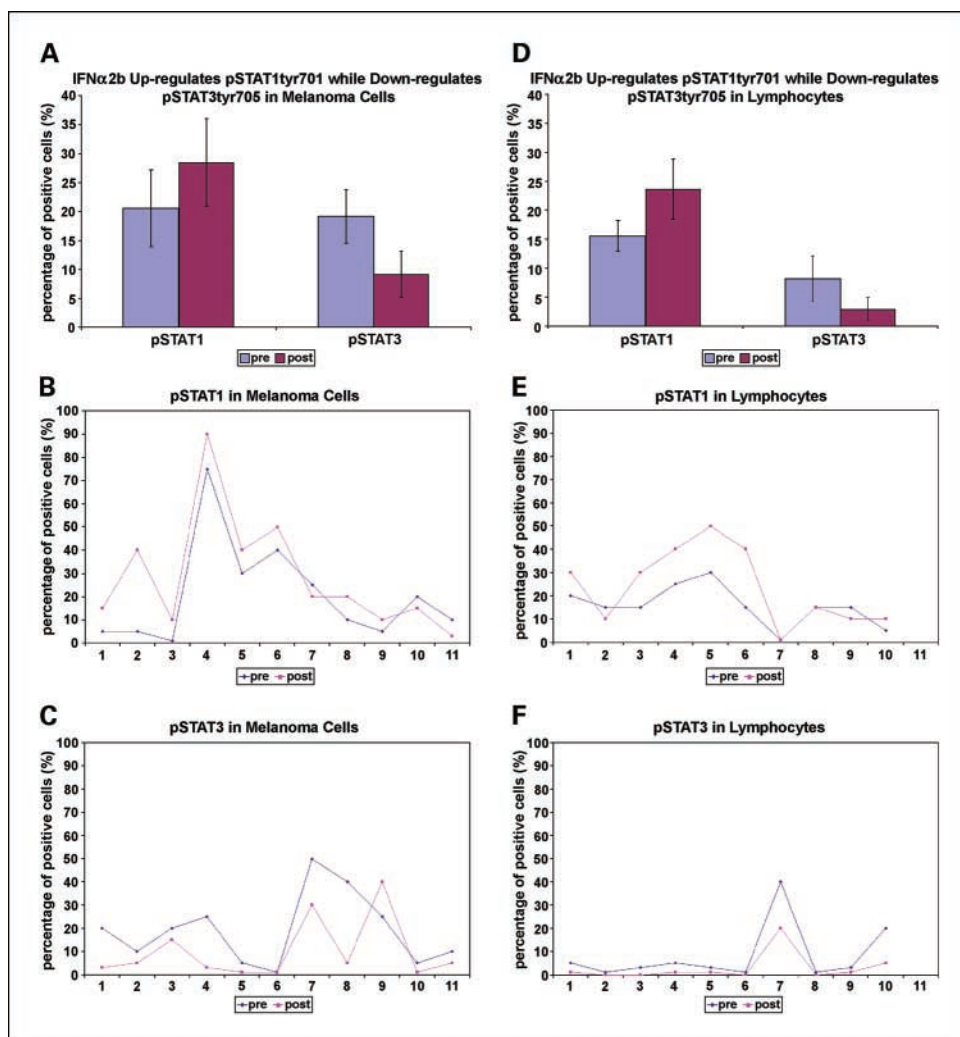 A
IFNα2b Up-regulates pSTAT1tyr701 while Down-regulates
pSTAT3tyr705 in Melanoma Cells
percentage of positive cells (%)
40
35
30
25
20
15
10
5
0
pSTAT1 pSTAT3
pre post
D
IFNα2b Up-regulates pSTAT1tyr701 while Down-regulates
pSTAT3tyr705 in Lymphocytes
percentage of positive cells (%)
40
35
30
25
20
15
10
5
0
pSTAT1 pSTAT3
pre post
B
pSTAT1 in Melanoma Cells
percentage of positive cells (%)
100
90
80
70
60
50
40
30
20
10
0
1 2 3 4 5 6 7 8 9 10 11
pre post
E
pSTAT1 in Lymphocytes
percentage of positive cells (%)
100
90
80
70
60
50
40
30
20
10
0
1 2 3 4 5 6 7 8 9 10 11
pre post
C
pSTAT3 in Melanoma Cells
percentage of positive cells (%)
100
90
80
70
60
50
40
30
20
10
0
1 2 3 4 5 6 7 8 9 10 11
pre post
F
pSTAT3 in Lymphocytes
percentage of positive cells (%)
100
90
80
70
60
50
40
30
20
10
0
1 2 3 4 5 6 7 8 9 10 11
pre post